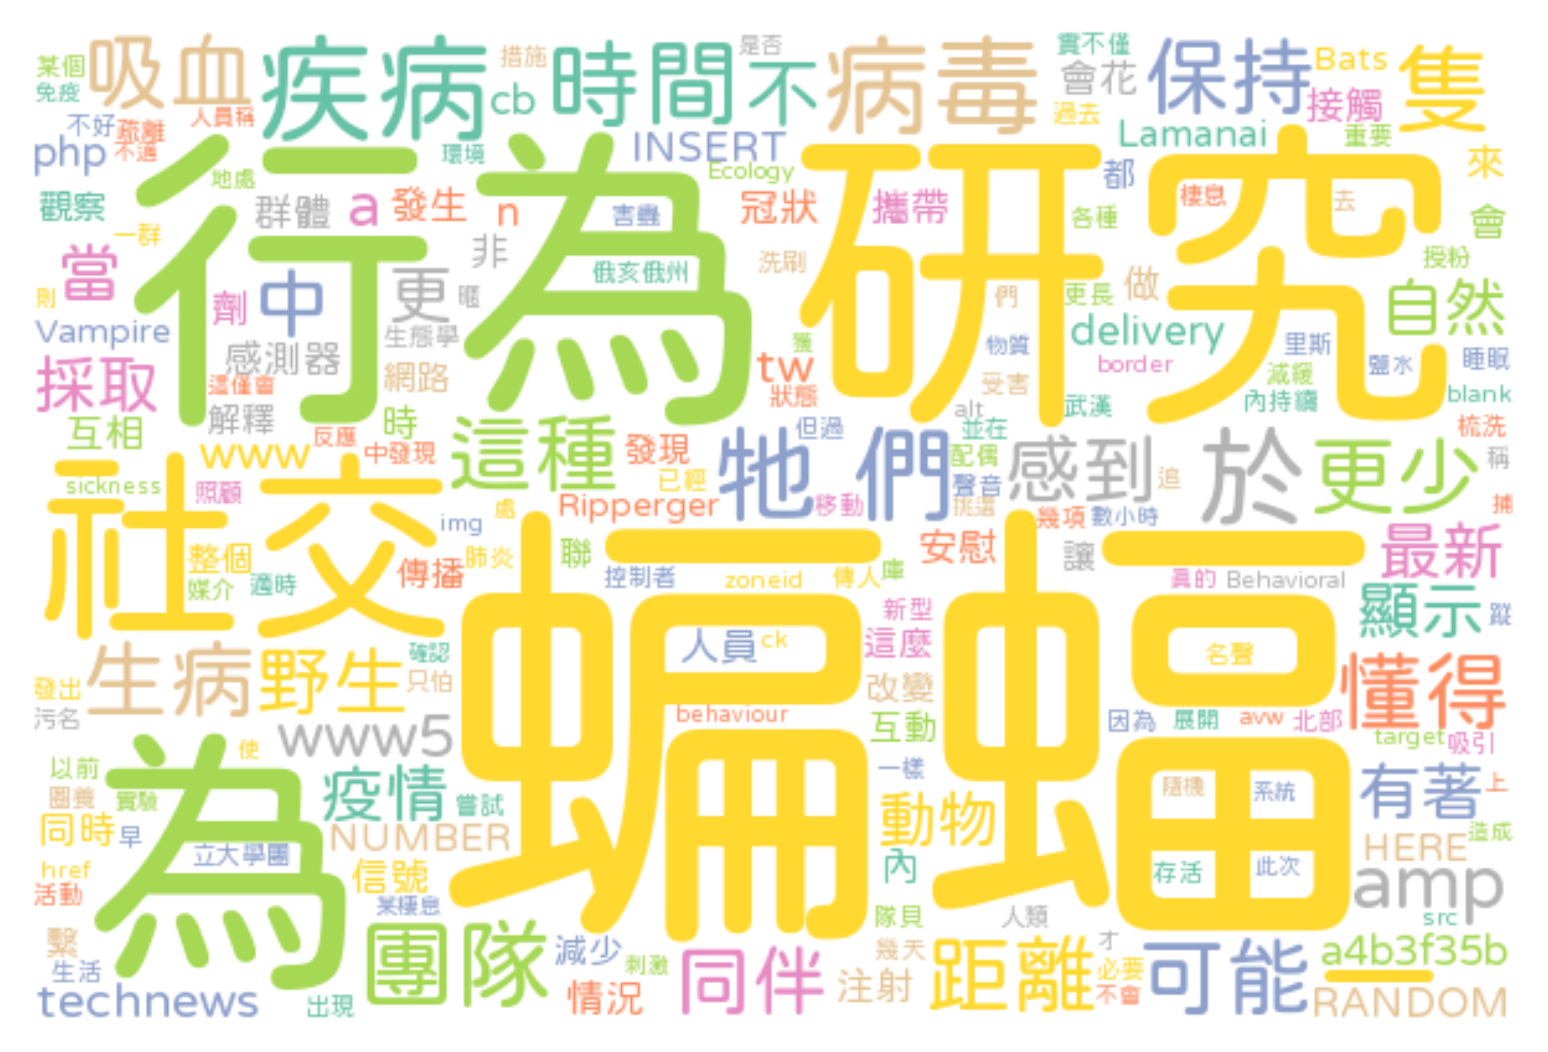 某個
吸血
疾病
措施
時間
是否
不
病毒
實不僅
會花
保持
Bats
隻
免疫
不好
疏離
人員稱
cb
過去
接觸
php
不適
環境
INSERT
Lamanai
重要
行為
研究
來
地處
Ecology
都
觀察
群體
a
發生
n
害蟲
冠狀
攜帶
各種
棲息
去
會
一群
非
洗刷
授粉
當
劑
中
更
暱
俄亥俄州
們
更長
做
自然
則
Vampire
生態學
獲
物質
delivery
里斯
鹽水
睡眠
感測器
採取
這僅會
網路
tw
受害
border
減緩
狀態
武漢
內持續
blank
解釋
時
alt
互相
反應
這種
發現
但過
並在
梳洗
www
中發現
牠們
配偶
感到
於
更少
稱
sickness
照顧
已經
聲音
追
社交
img
處
Ripperger
移動
挑選
幾項
數小時
捕
整個
肺炎
聯
安慰
讓
最新
媒介
適時
傳播
控制者
zoneid
傳人
庫
真的
Behavioral
蝙蝠
新型
顯示
蹤
生病
野生
確認
人員
ck
這麼
名聲
懂得
發出
只怕
改變
污名
www5
behaviour
互動
因為
展開
avw
北部
target
吸引
為
使
以前
疫情
一樣
有著
上
圈養
實驗
嘗試
隨機
系統
同時
早
NUMBER
動物
HERE
造成
立大學團
href
信號
內
存活
此次
amp
活動
某棲息
隊員
人類
src
繫
團隊
減少
幾天
才
a4b3f35b
生活
刺激
同伴
距離
必要
可能
technews
出現
情況
注射
不會
RANDOM